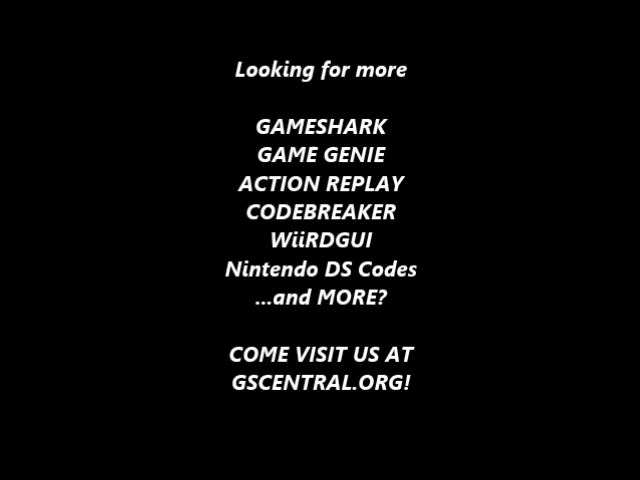 Looking for more
GAMESHARK
GAME GENIE
ACTION REPLAY
CODEBREAKER
WiiRDGUI
Nintendo DS Codes
...and MORE?
COME VISIT US AT
GSCENTRAL.ORG!